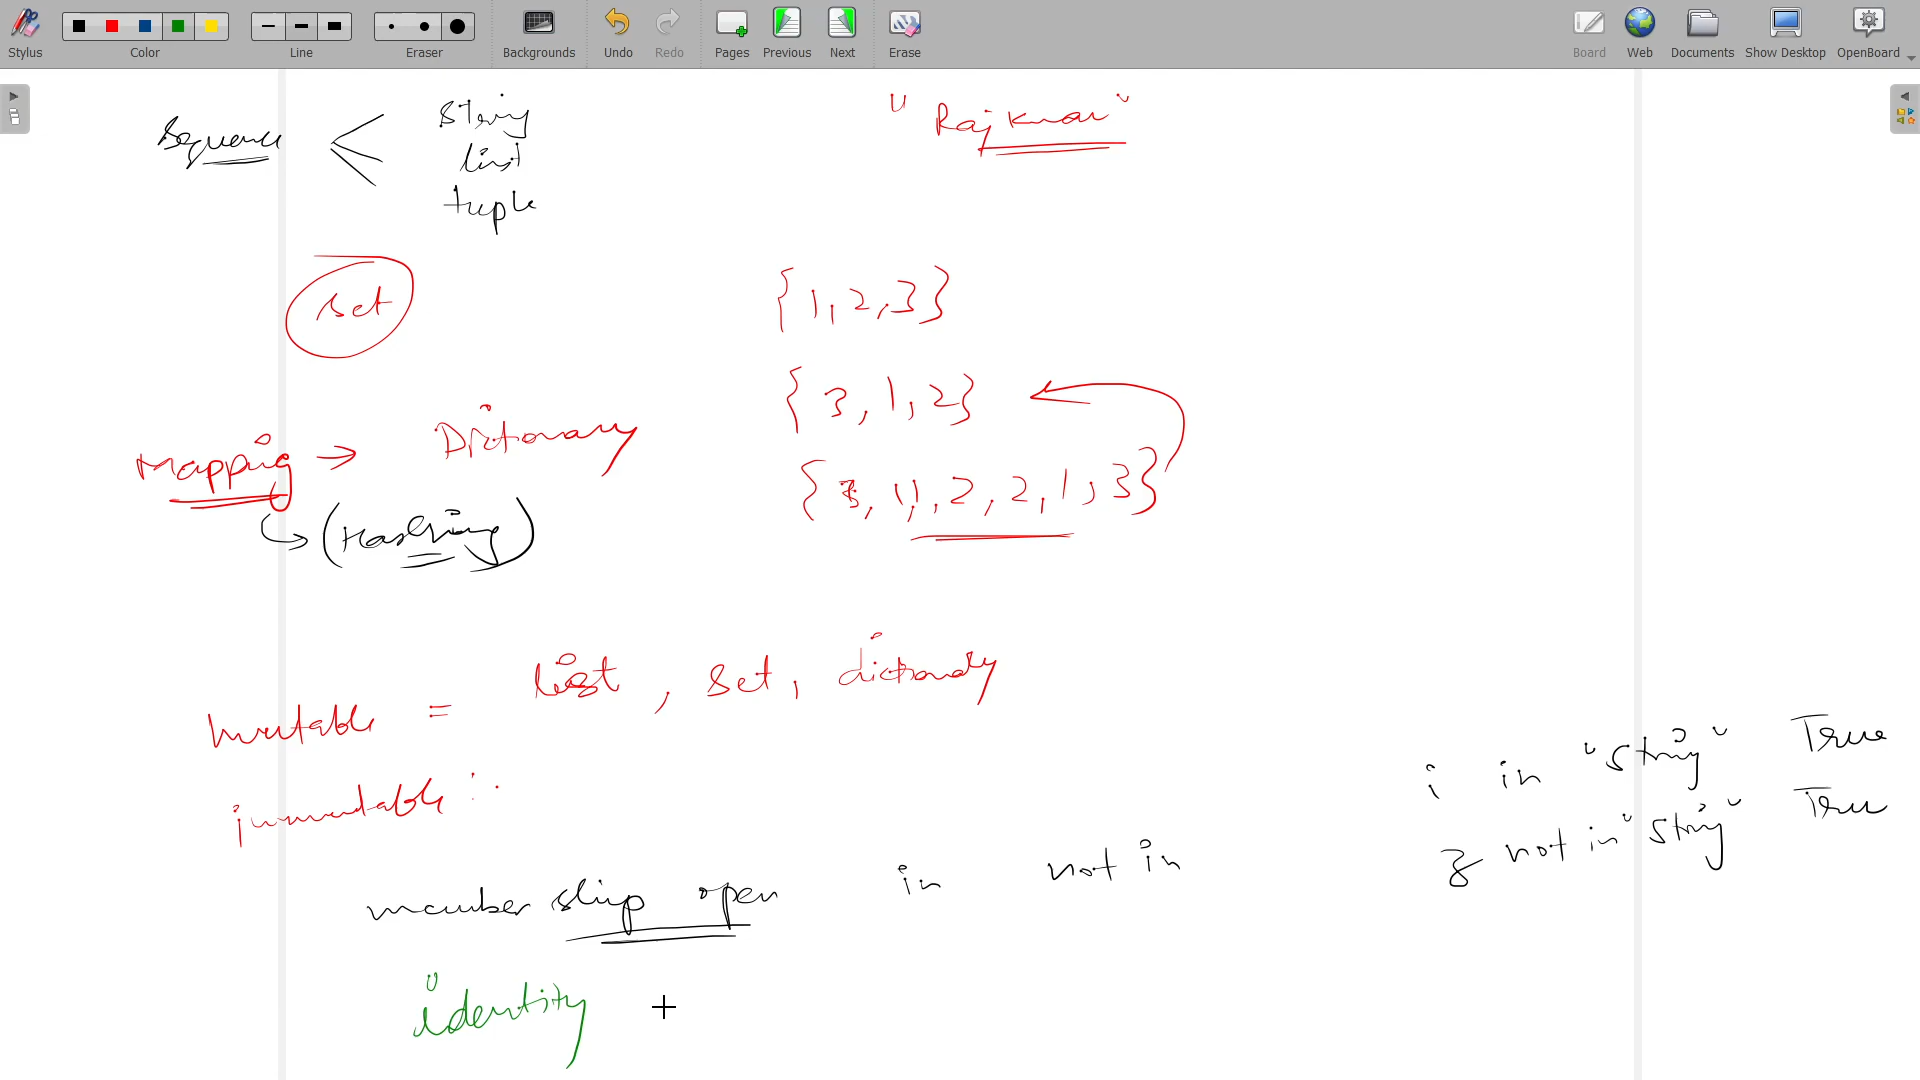 Stylus Color Line Eraser Backgrounds Undo Redo Pages Previous Next Erase Board Web Documents Show Desktop OpenBoard
Sequence
string
list
tuple
"Rajkumar"
set
{1,2,3}
{3,1,2}
Mapping → Dictionary
{3,1,2,2,1,3}
(Hashing)
mutable = list, set, dictionary
immutable :
i in "string" True
z not in "string" True
membership open in not in
identity